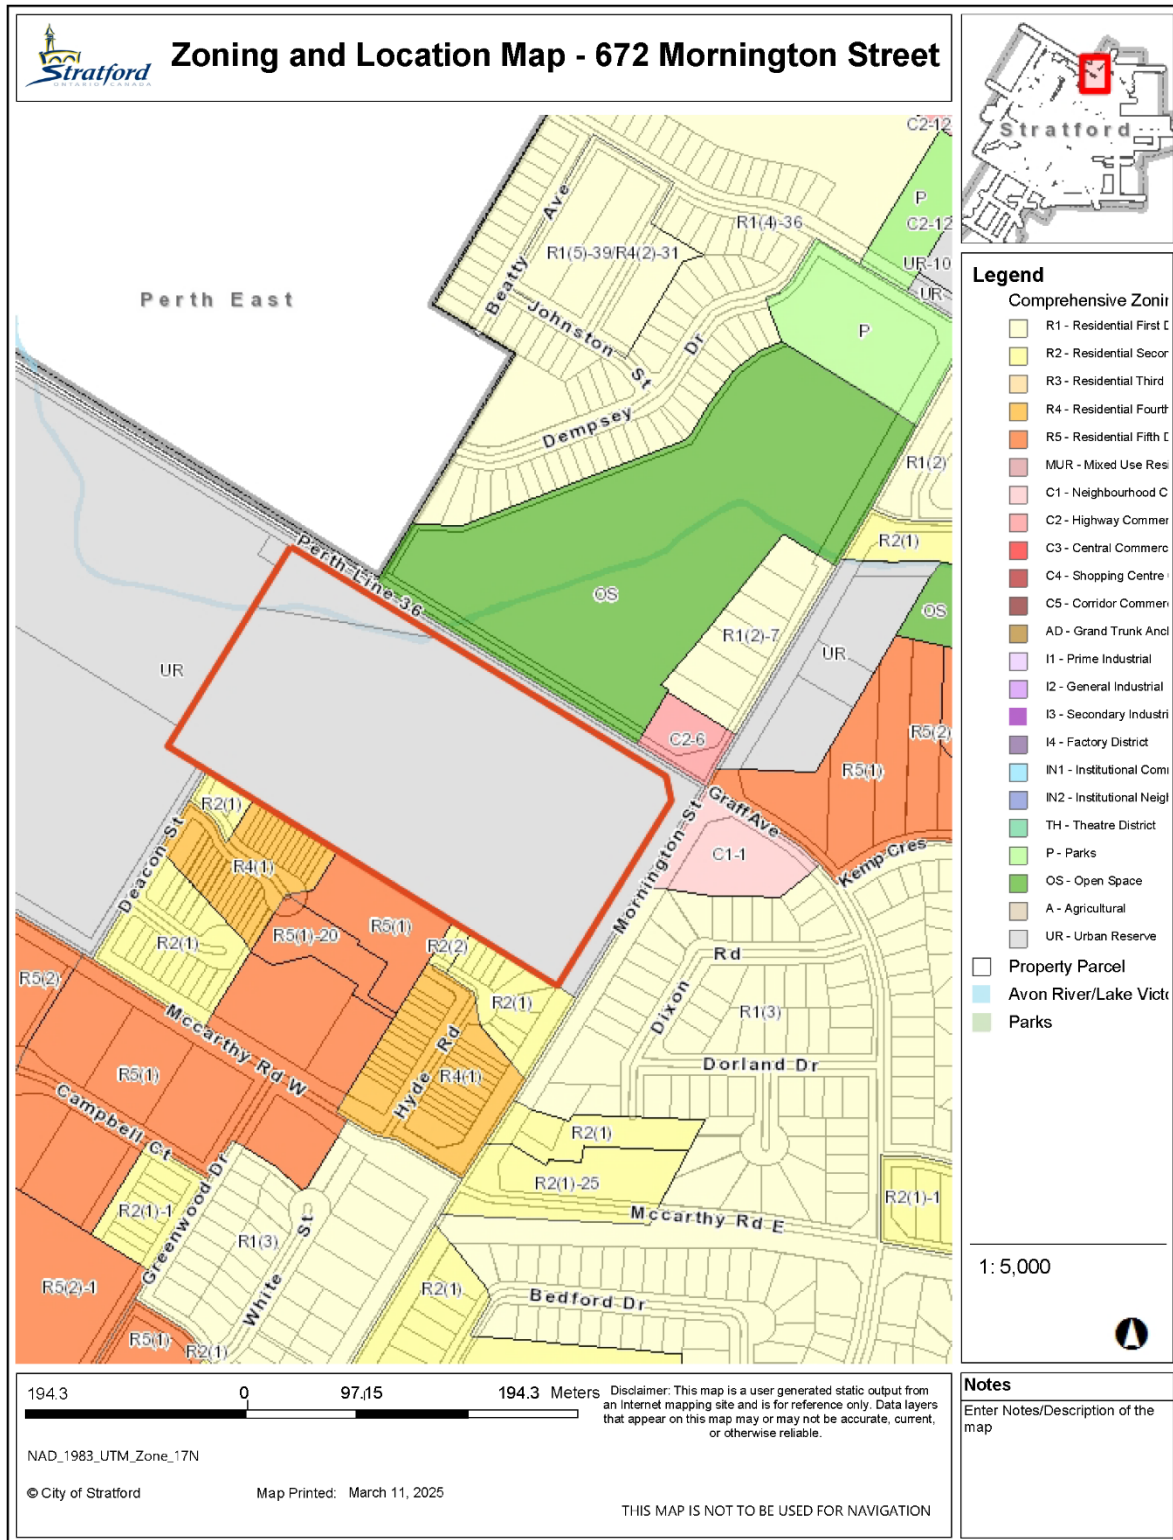 Stratford
ONTARIO CANADA
Zoning and Location Map - 672 Mornington Street
Stratford
C2-12
P
C2-12
UR-10
UR
R1(4)-36
Beatty Ave
R1(5)-39/R4(2)-31
Perth East
Johnston St
P
Dempsey Dr
R1(2)
R2(1)
Perth Line 36
OS
OS
R1(2)-7
UR
UR
R5(2)
C2-6
R5(1)
Graff Ave
R2(1)
Mornington St
C1-1
Kemp Cres
Deacon St
R4(1)
R5(1)
R2(1)
R5(1)-20
R2(2)
Rd
R5(2)
R2(1)
Dixon
R1(3)
Mccarthy Rd W
Hyde Rd
Dorland Dr
R5(1)
R4(1)
Campbell Ct
R2(1)
R2(1)-25
R2(1)-1
R2(1)-1
Greenwood Dr
Mccarthy Rd E
R1(3)
White St
R5(2)-1
R2(1)
Bedford Dr
R5(1)
R2(1)
Legend
Comprehensive Zonin
R1 - Residential First D
R2 - Residential Secon
R3 - Residential Third
R4 - Residential Fourth
R5 - Residential Fifth D
MUR - Mixed Use Resi
C1 - Neighbourhood C
C2 - Highway Commer
C3 - Central Commerc
C4 - Shopping Centre
C5 - Corridor Commer
AD - Grand Trunk Anc
I1 - Prime Industrial
I2 - General Industrial
I3 - Secondary Industri
I4 - Factory District
IN1 - Institutional Com
IN2 - Institutional Neigh
TH - Theatre District
P - Parks
OS - Open Space
A - Agricultural
UR - Urban Reserve
Property Parcel
Avon River/Lake Victo
Parks
1: 5,000
194.3 0 97.15 194.3 Meters
NAD_1983_UTM_Zone_17N
© City of Stratford
Map Printed: March 11, 2025
Disclaimer: This map is a user generated static output from
an Internet mapping site and is for reference only. Data layers
that appear on this map may or may not be accurate, current,
or otherwise reliable.
THIS MAP IS NOT TO BE USED FOR NAVIGATION
Notes
Enter Notes/Description of the
map